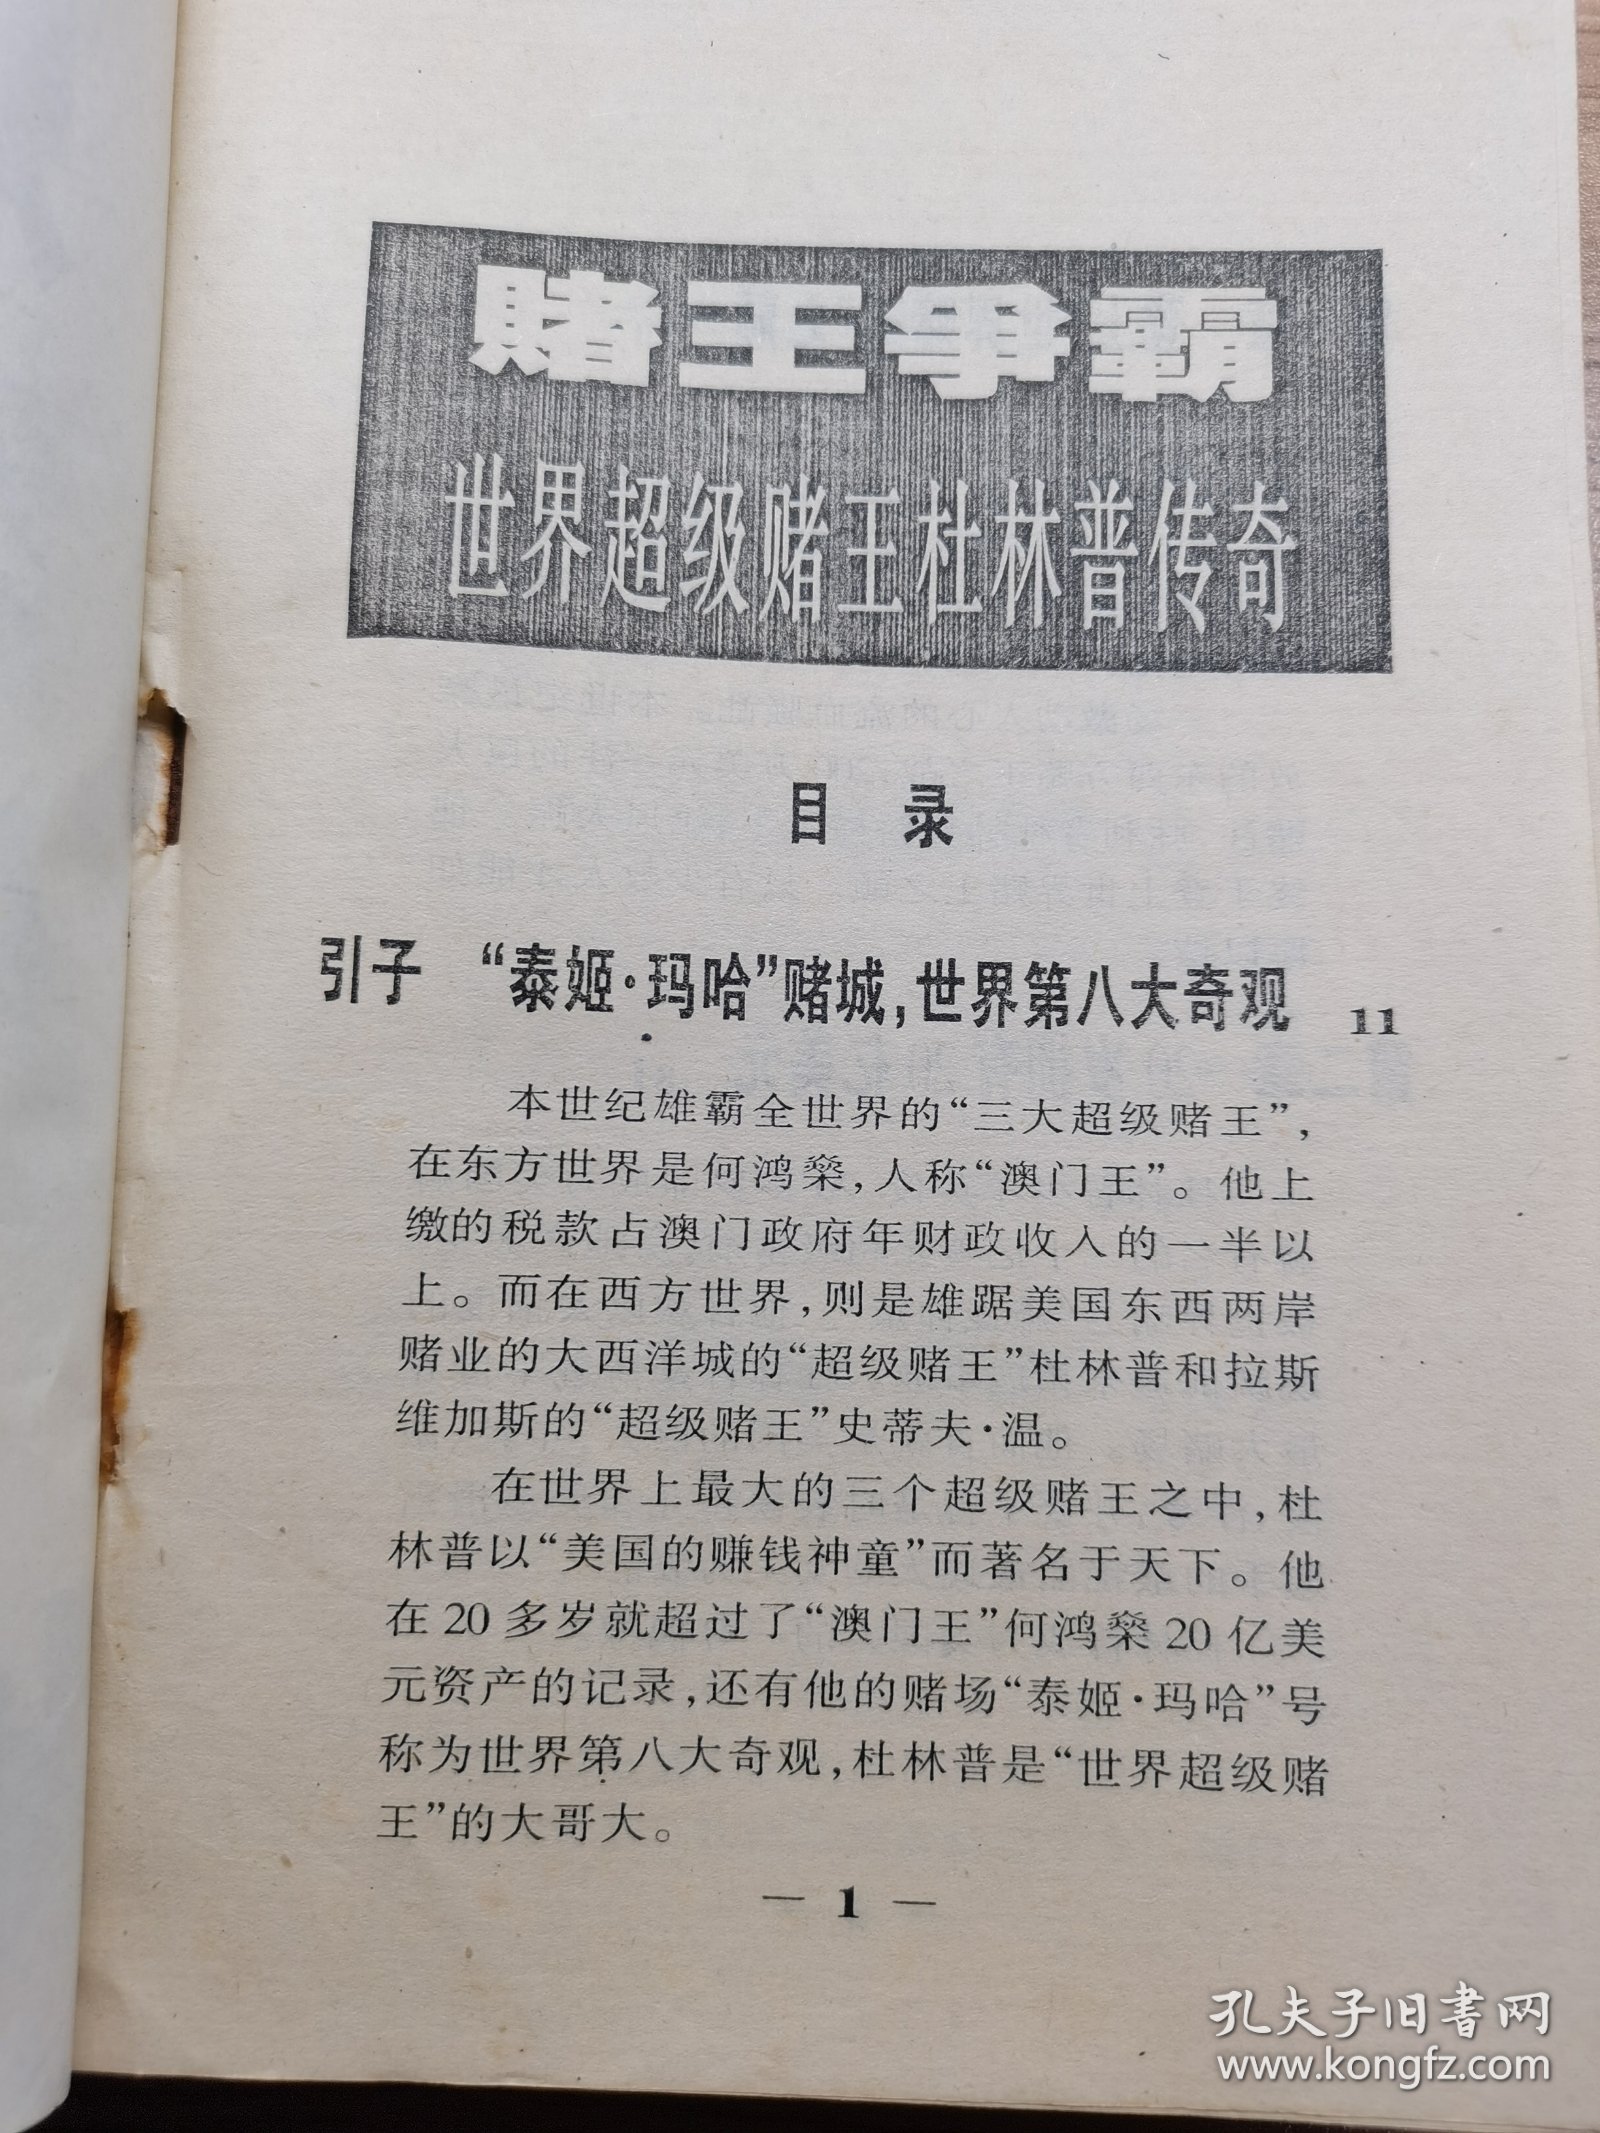 赌王争霸
世界超级赌王杜林普传奇
目 录
引子 “泰姬·玛哈”赌城,世界第八大奇观 11
本世纪雄霸全世界的“三大超级赌王”,
在东方世界是何鸿燊,人称“澳门王”。他上
缴的税款占澳门政府年财政收入的一半以
上。而在西方世界,则是雄踞美国东西两岸
赌业的大西洋城的“超级赌王”杜林普和拉斯
维加斯的“超级赌王”史蒂夫·温。
在世界上最大的三个超级赌王之中,杜
林普以“美国的赚钱神童”而著名于天下。他
在20多岁就超过了“澳门王”何鸿燊20亿美
元资产的记录,还有他的赌场“泰姬·玛哈”号
称为世界第八大奇观,杜林普是“世界超级赌
王”的大哥大。
— 1 —
孔夫子旧书网
www.kongfz.com